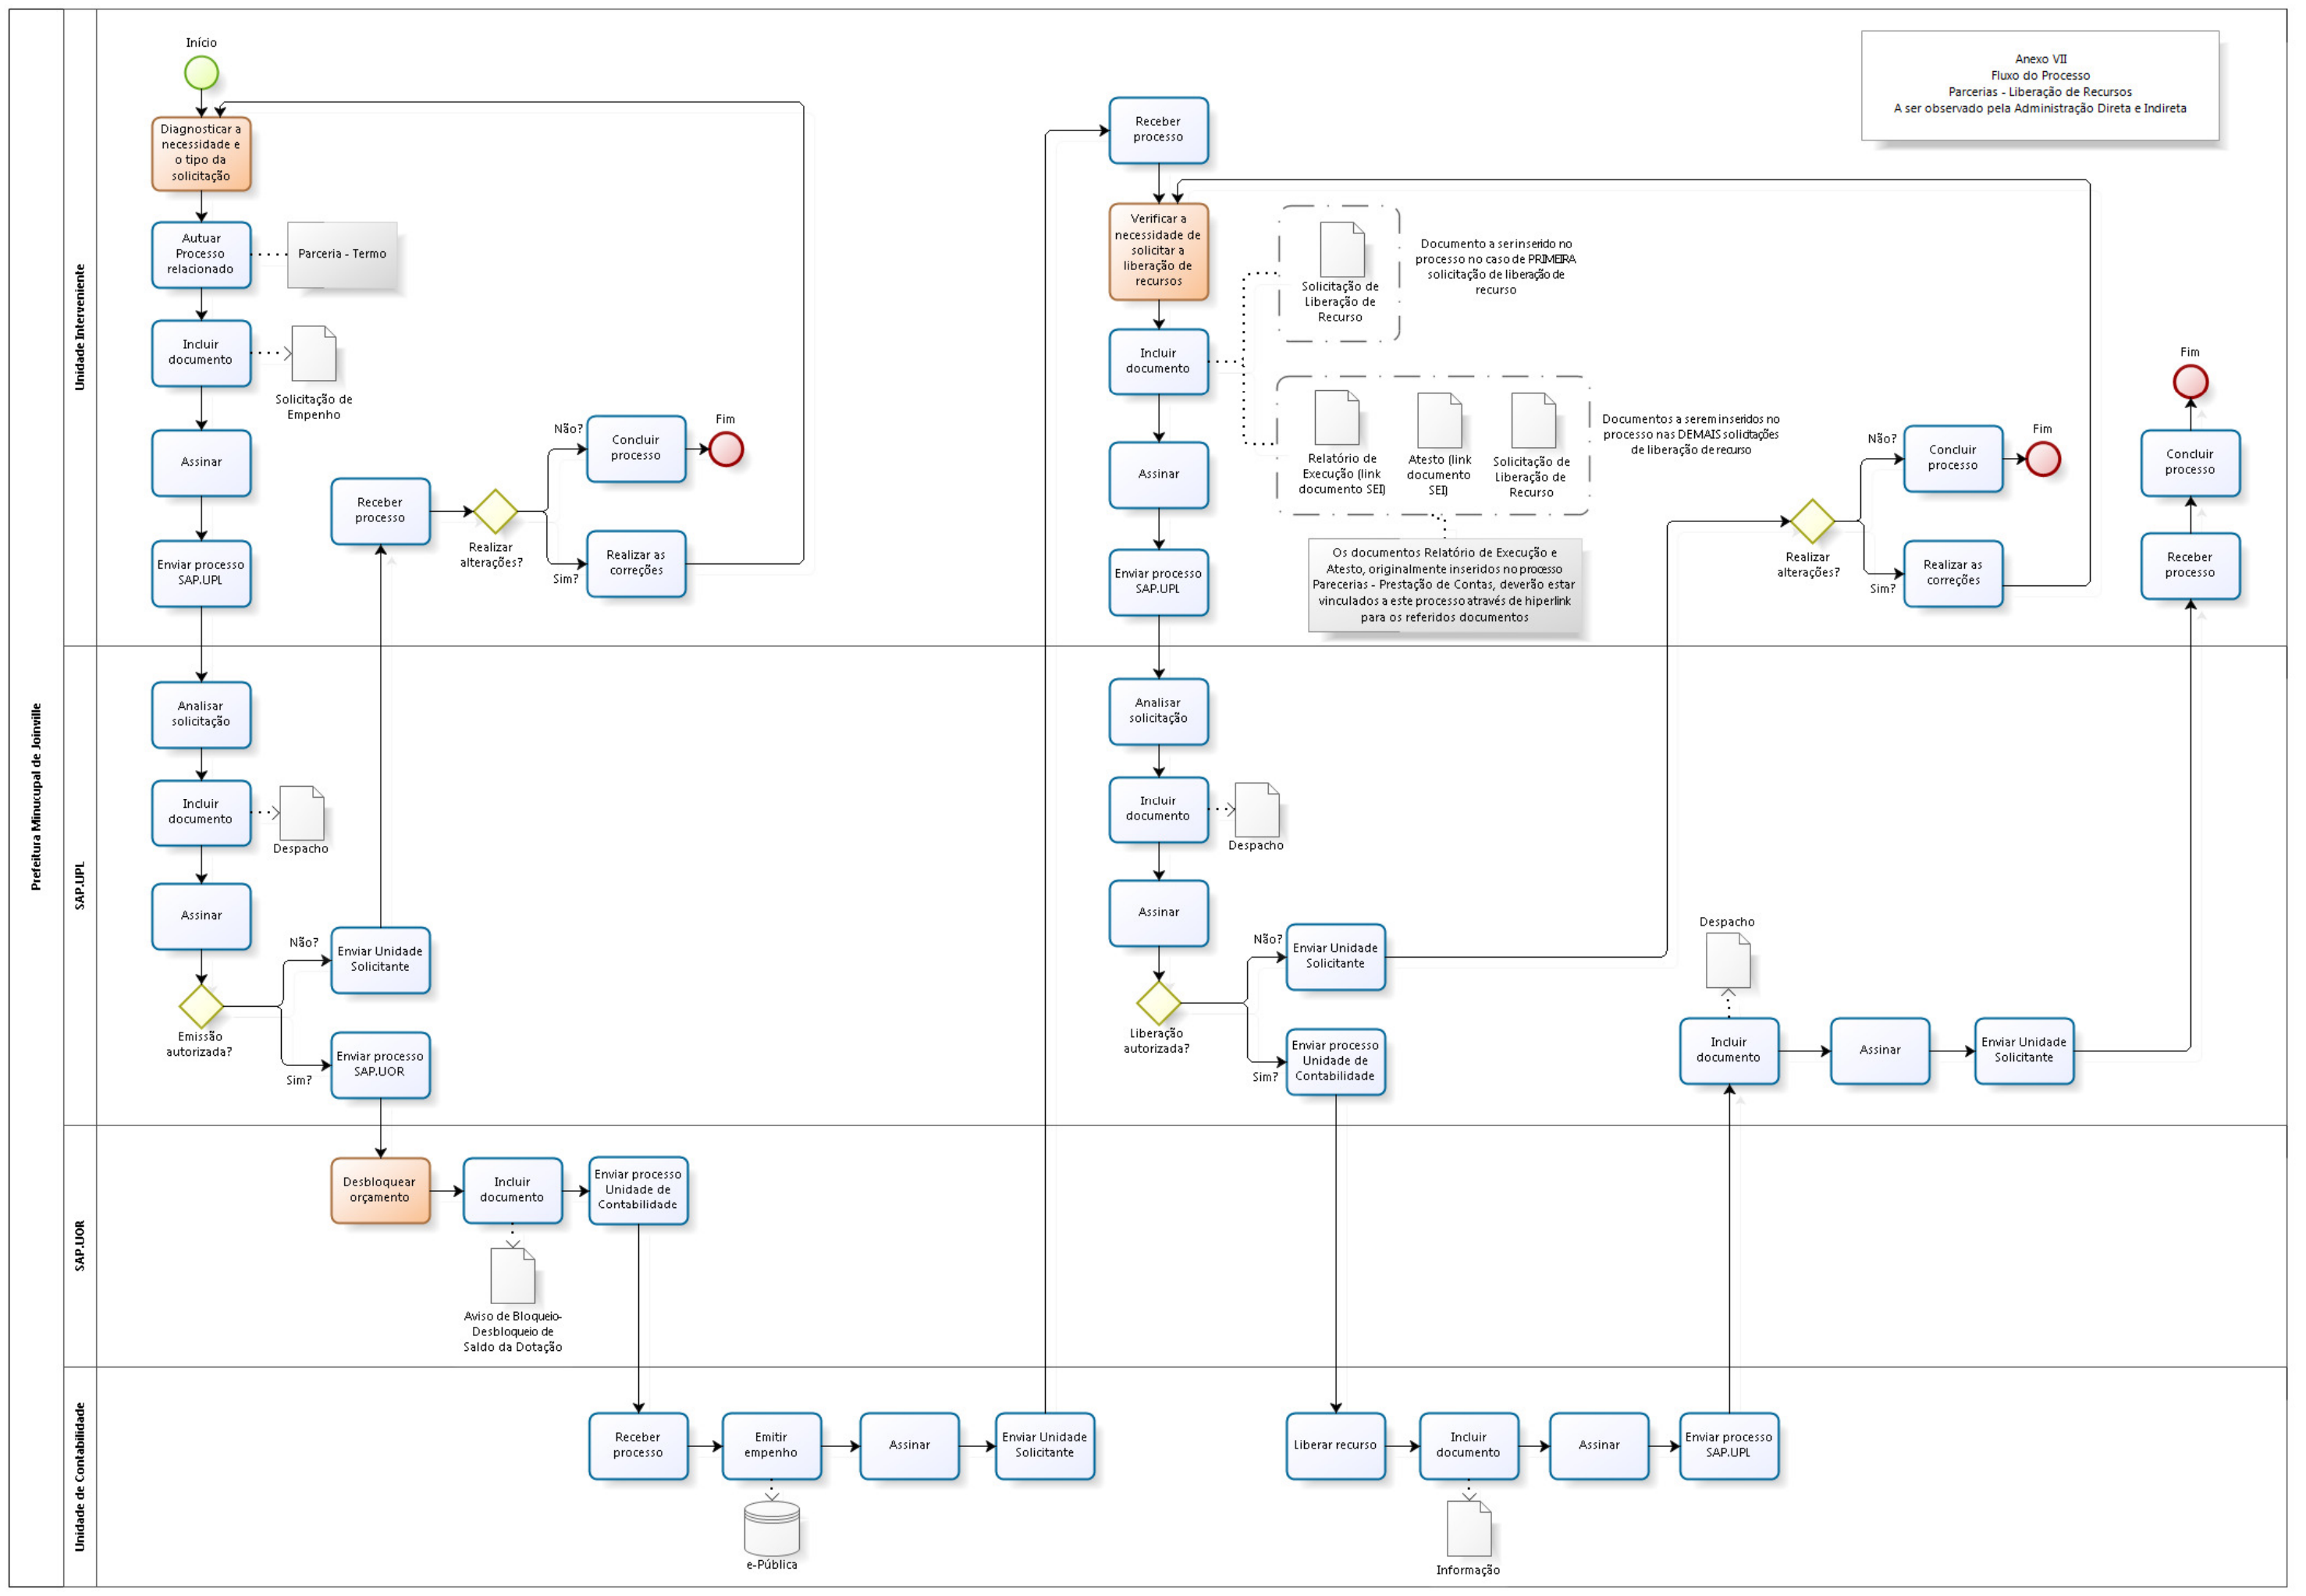 Anexo VII
Fluxo do Processo
Parcerias - Liberação de Recursos
A ser observado pela Administração Direta e Indireta
Prefeitura Minucupal de Joinville
Unidade Interveniente
Início
Diagnosticar a
necessidade e
o tipo da
solicitação
Autuar
Processo
relacionado
Parceria - Termo
Incluir
documento
Solicitação de
Empenho
Assinar
Enviar processo
SAP.UPL
Receber
processo
Realizar
alterações?
Não?
Concluir
processo
Fim
Sim?
Realizar as
correções
Receber
processo
Verificar a
necessidade de
solicitar a
liberação de
recursos
Incluir
documento
Solicitação de
Liberação de
Recurso
Documento a ser inserido no
processo no caso de PRIMEIRA
solicitação de liberação de
recurso
Relatório de
Execução (link
documento SEI)
Atesto (link
documento
SEI)
Solicitação de
Liberação de
Recurso
Documentos a serem inseridos no
processo nas DEMAIS solicitações
de liberação de recurso
Os documentos Relatório de Execução e
Atesto, originalmente inseridos no processo
Parecerias - Prestação de Contas, deverão estar
vinculados a este processo através de hiperlink
para os referidos documentos
Assinar
Enviar processo
SAP.UPL
Realizar
alterações?
Não?
Concluir
processo
Fim
Sim?
Realizar as
correções
Fim
Concluir
processo
Receber
processo
SAP.UPL
Analisar
solicitação
Incluir
documento
Despacho
Assinar
Emissão
autorizada?
Não?
Enviar Unidade
Solicitante
Sim?
Enviar processo
SAP.UOR
Analisar
solicitação
Incluir
documento
Despacho
Assinar
Liberação
autorizada?
Não?
Enviar Unidade
Solicitante
Sim?
Enviar processo
Unidade de
Contabilidade
Despacho
Incluir
documento
Assinar
Enviar Unidade
Solicitante
SAP.UOR
Desbloquear
orçamento
Incluir
documento
Aviso de Bloqueio-
Desbloqueio de
Saldo da Dotação
Enviar processo
Unidade de
Contabilidade
Unidade de Contabilidade
Receber
processo
Emitir
empenho
e-Pública
Assinar
Enviar Unidade
Solicitante
Liberar recurso
Incluir
documento
Informação
Assinar
Enviar processo
SAP.UPL